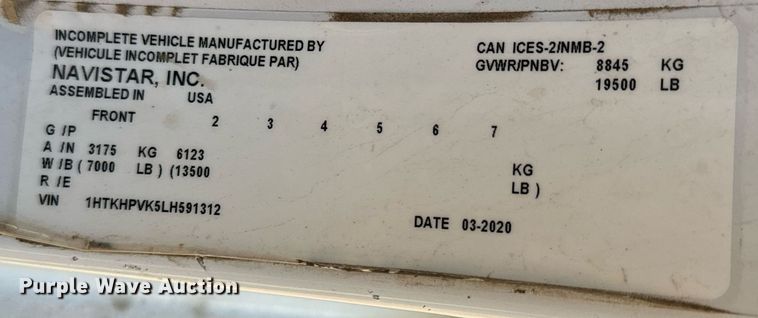 INCOMPLETE VEHICLE MANUFACTURED BY
(VEHICULE INCOMPLET FABRIQUE PAR)
NAVISTAR, INC.
ASSEMBLED IN USA
CAN ICES-2/NMB-2
GVWR/PNBV: 8845 KG
19500 LB
FRONT 2 3 4 5 6 7
G /P
A /N 3175 KG 6123 KG
W /B ( 7000 LB ) (13500 LB )
R /E
VIN 1HTKHPVK5LH591312
DATE 03-2020
Purple Wave Auction